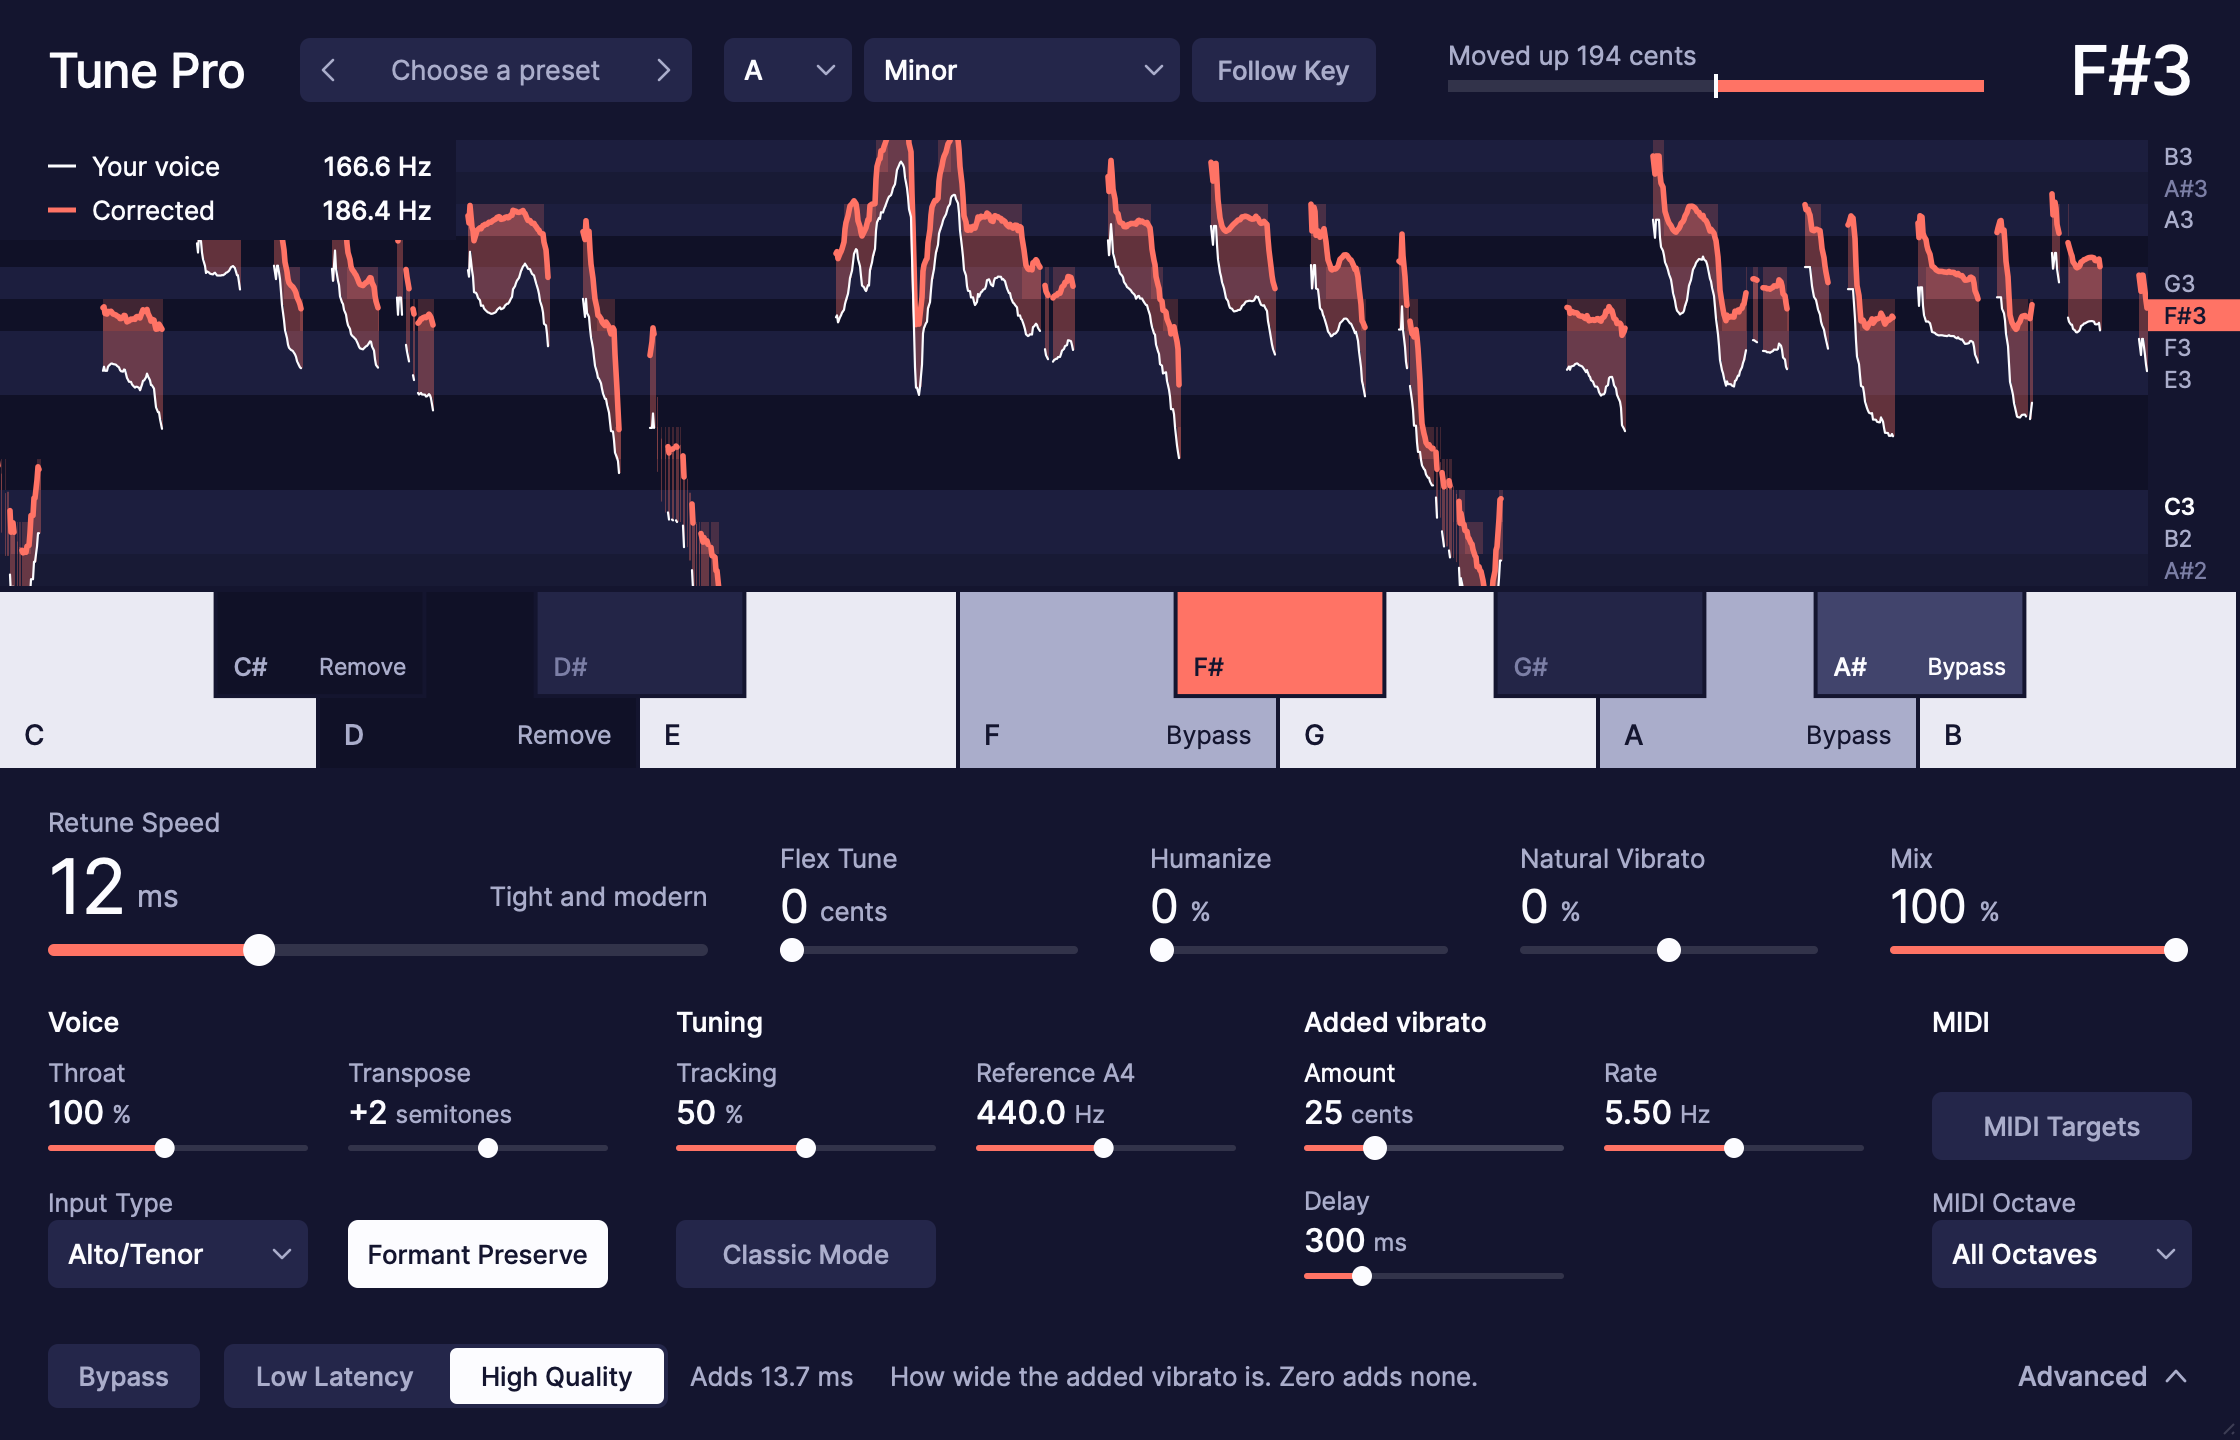 Tune Pro
Choose a preset
A
Minor
Follow Key
Moved up 194 cents
F#3
Your voice 166.6 Hz
Corrected 186.4 Hz
B3
A#3
A3
G3
F#3
F3
E3
C3
B2
A#2
C# Remove
D#
F#
G#
A# Bypass
C
D Remove
E
F Bypass
G
A Bypass
B
Retune Speed
12 ms
Tight and modern
Flex Tune
0 cents
Humanize
0 %
Natural Vibrato
0 %
Mix
100 %
Voice
Throat
100 %
Transpose
+2 semitones
Input Type
Alto/Tenor
Formant Preserve
Tuning
Tracking
50 %
Reference A4
440.0 Hz
Classic Mode
Added vibrato
Amount
25 cents
Rate
5.50 Hz
Delay
300 ms
MIDI
MIDI Targets
MIDI Octave
All Octaves
Bypass
Low Latency
High Quality
Adds 13.7 ms
How wide the added vibrato is. Zero adds none.
Advanced